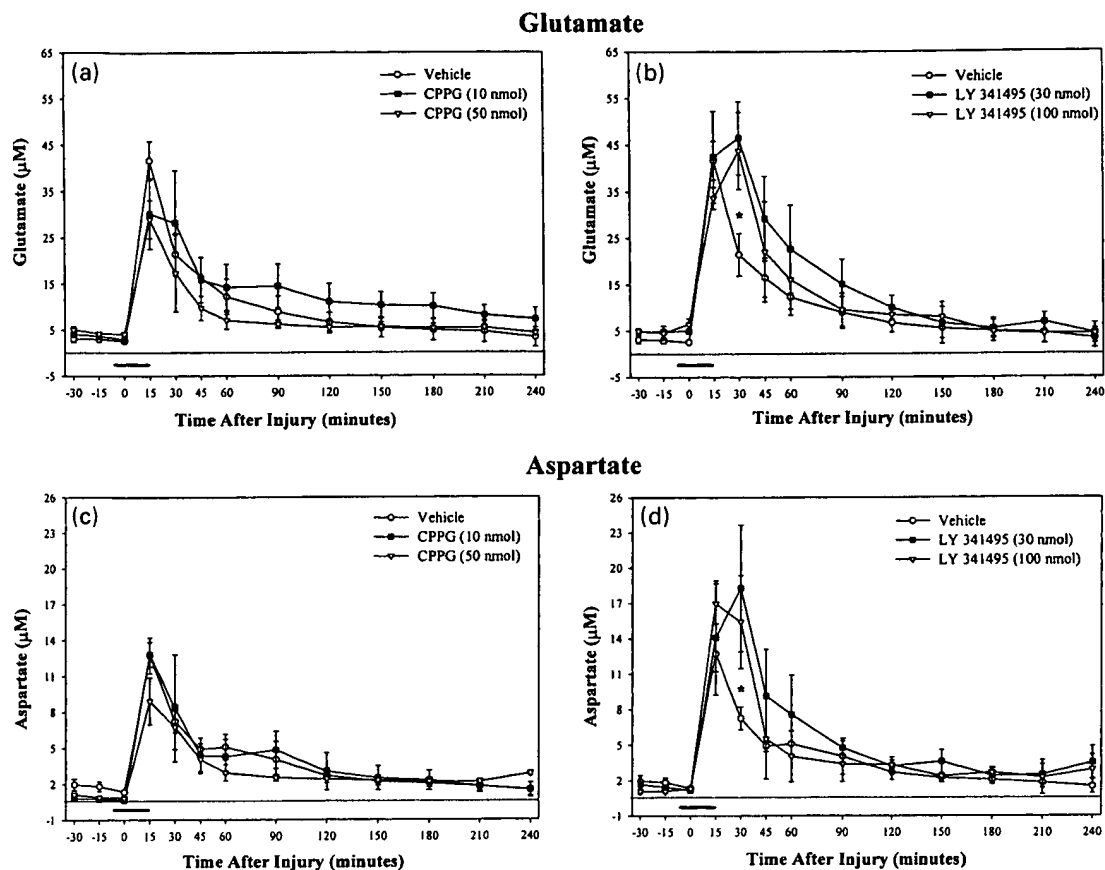 Glutamate
(a)
Vehicle
CPPG (10 nmol)
CPPG (50 nmol)
65
55
45
35
25
15
5
-5
Glutamate (µM)
-30 -15 0 15 30 45 60 90 120 150 180 210 240
Time After Injury (minutes)
(b)
Vehicle
LY 341495 (30 nmol)
LY 341495 (100 nmol)
65
55
45
35
25
15
5
-5
Glutamate (µM)
*
-30 -15 0 15 30 45 60 90 120 150 180 210 240
Time After Injury (minutes)
Aspartate
(c)
Vehicle
CPPG (10 nmol)
CPPG (50 nmol)
26
23
20
17
14
11
8
5
2
-1
Aspartate (µM)
-30 -15 0 15 30 45 60 90 120 150 180 210 240
Time After Injury (minutes)
(d)
Vehicle
LY 341495 (30 nmol)
LY 341495 (100 nmol)
26
23
20
17
14
11
8
5
2
-1
Aspartate (µM)
*
-30 -15 0 15 30 45 60 90 120 150 180 210 240
Time After Injury (minutes)